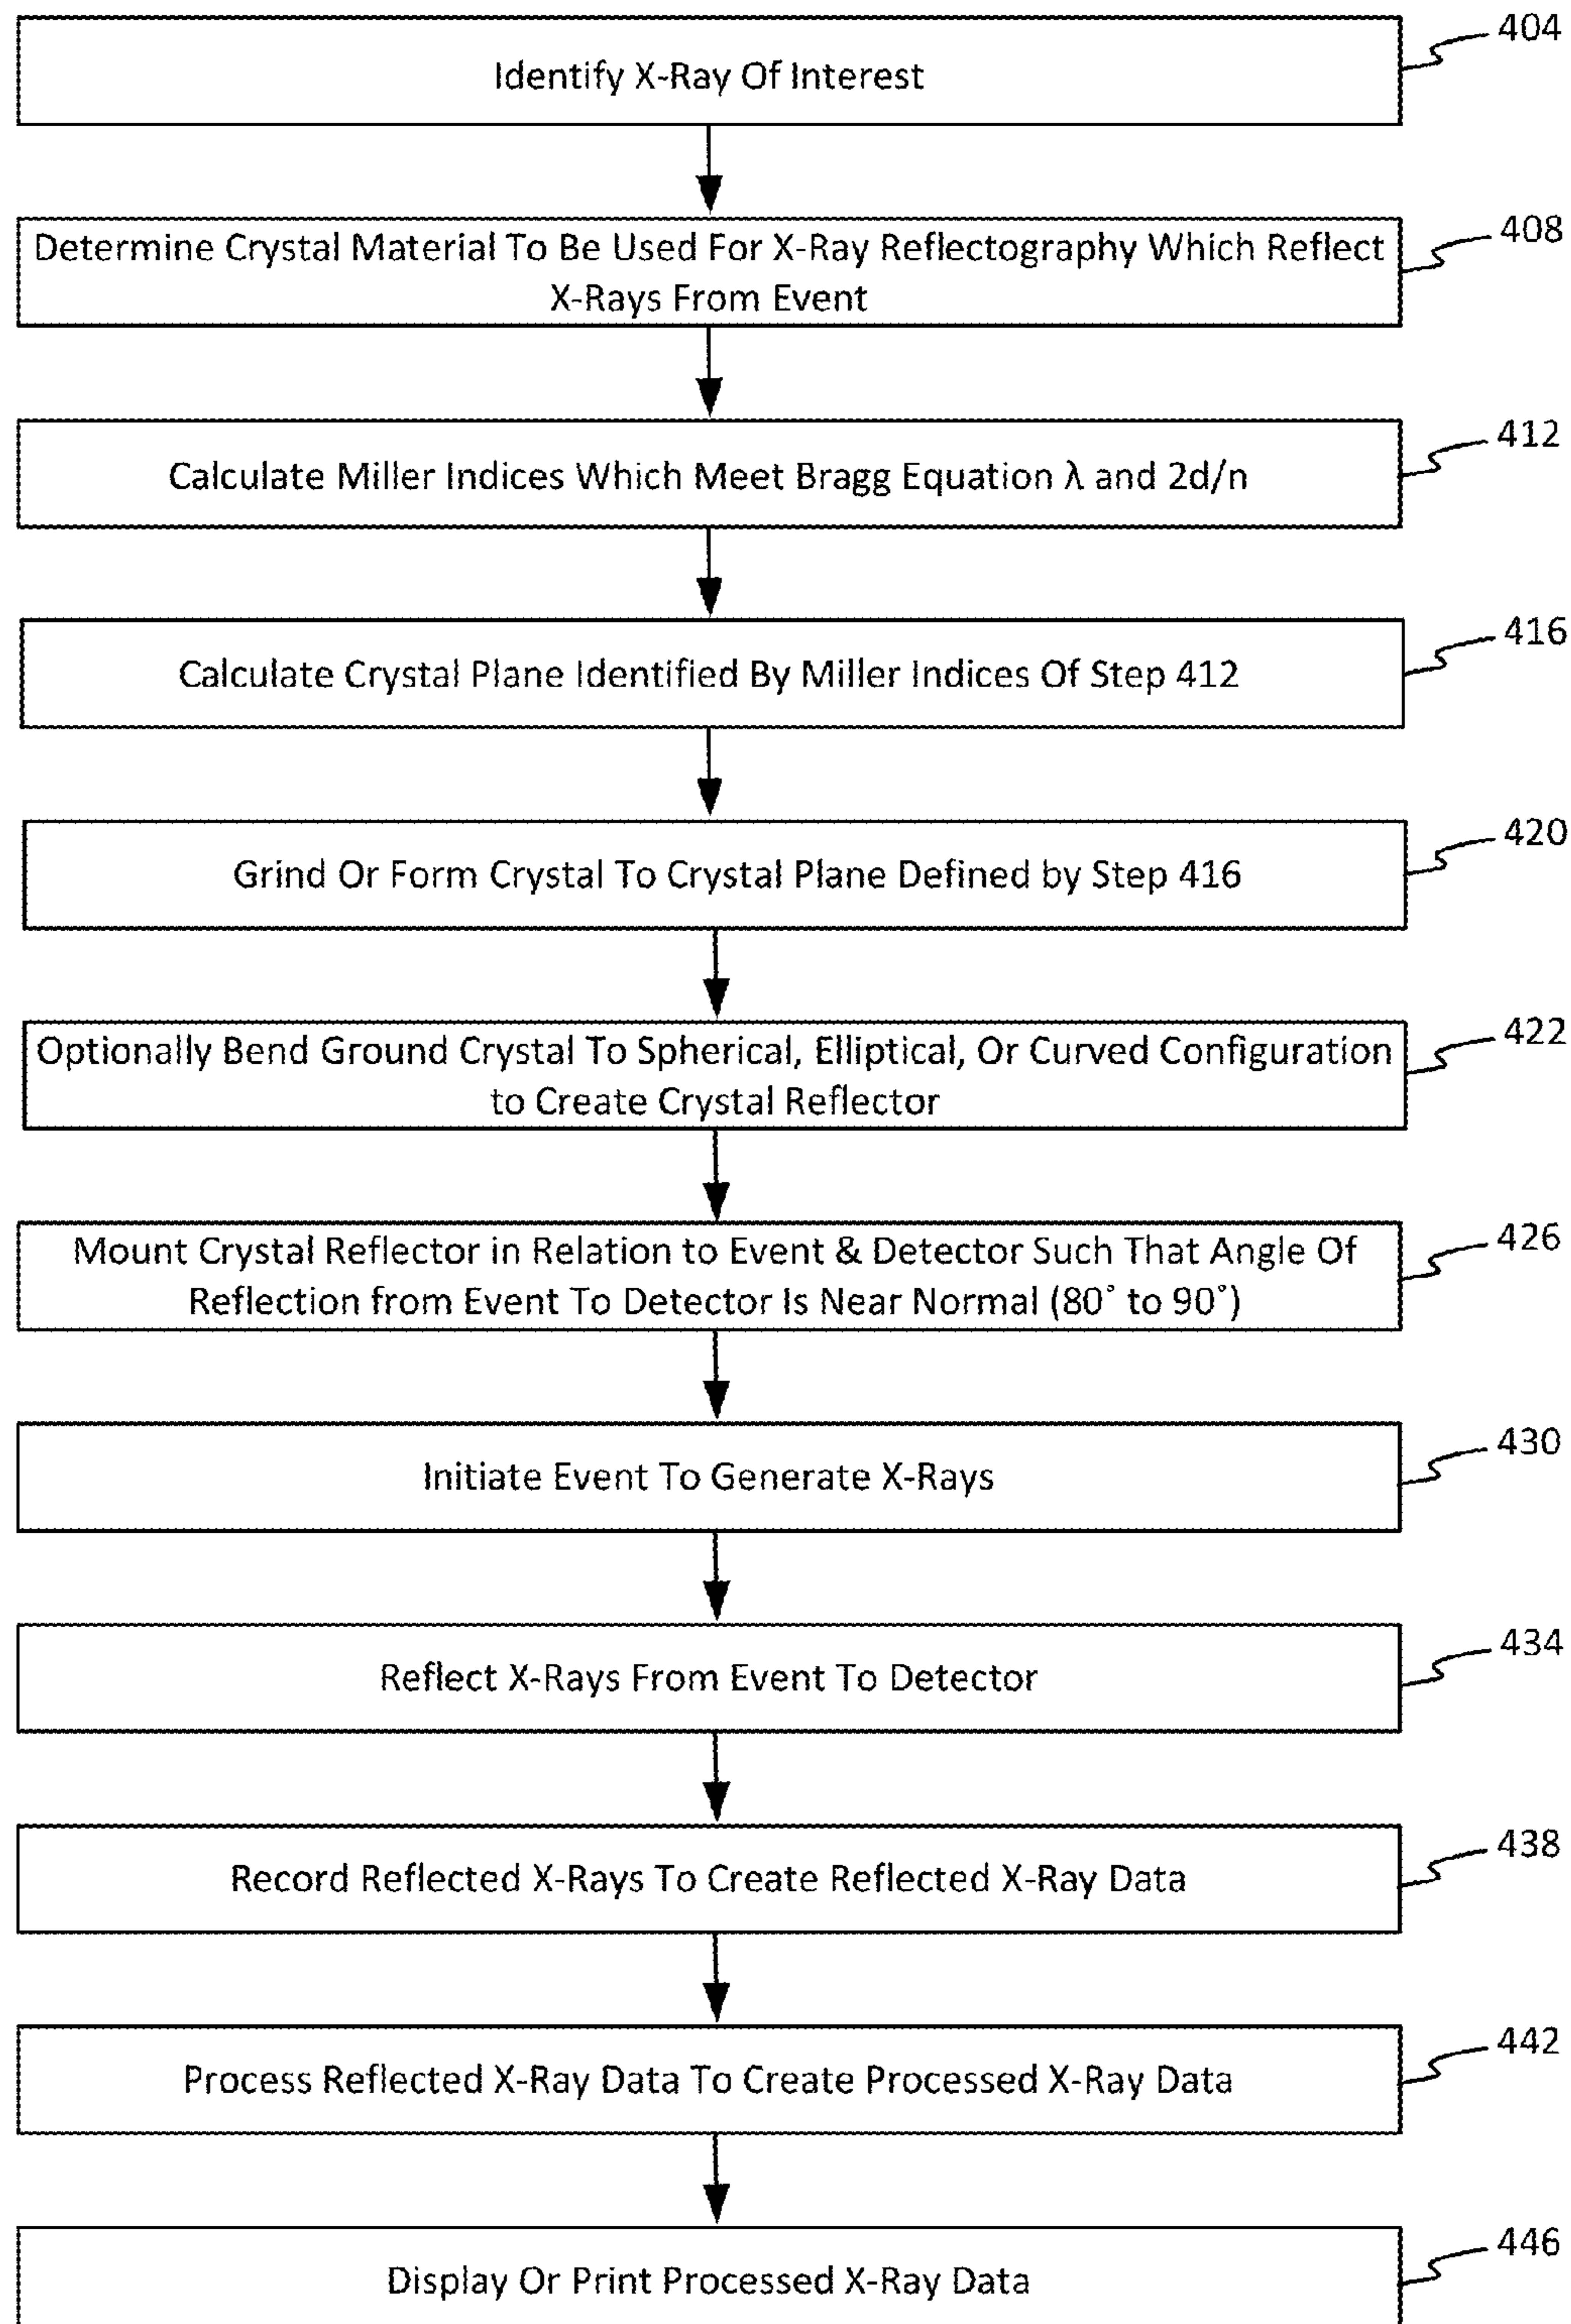 404
Identify X-Ray Of Interest
408
Determine Crystal Material To Be Used For X-Ray Reflectography Which Reflect
X-Rays From Event
412
Calculate Miller Indices Which Meet Bragg Equation λ and 2d/n
416
Calculate Crystal Plane Identified By Miller Indices Of Step 412
420
Grind Or Form Crystal To Crystal Plane Defined by Step 416
422
Optionally Bend Ground Crystal To Spherical, Elliptical, Or Curved Configuration
to Create Crystal Reflector
426
Mount Crystal Reflector in Relation to Event & Detector Such That Angle Of
Reflection from Event To Detector Is Near Normal (80˚ to 90˚)
430
Initiate Event To Generate X-Rays
434
Reflect X-Rays From Event To Detector
438
Record Reflected X-Rays To Create Reflected X-Ray Data
442
Process Reflected X-Ray Data To Create Processed X-Ray Data
446
Display Or Print Processed X-Ray Data